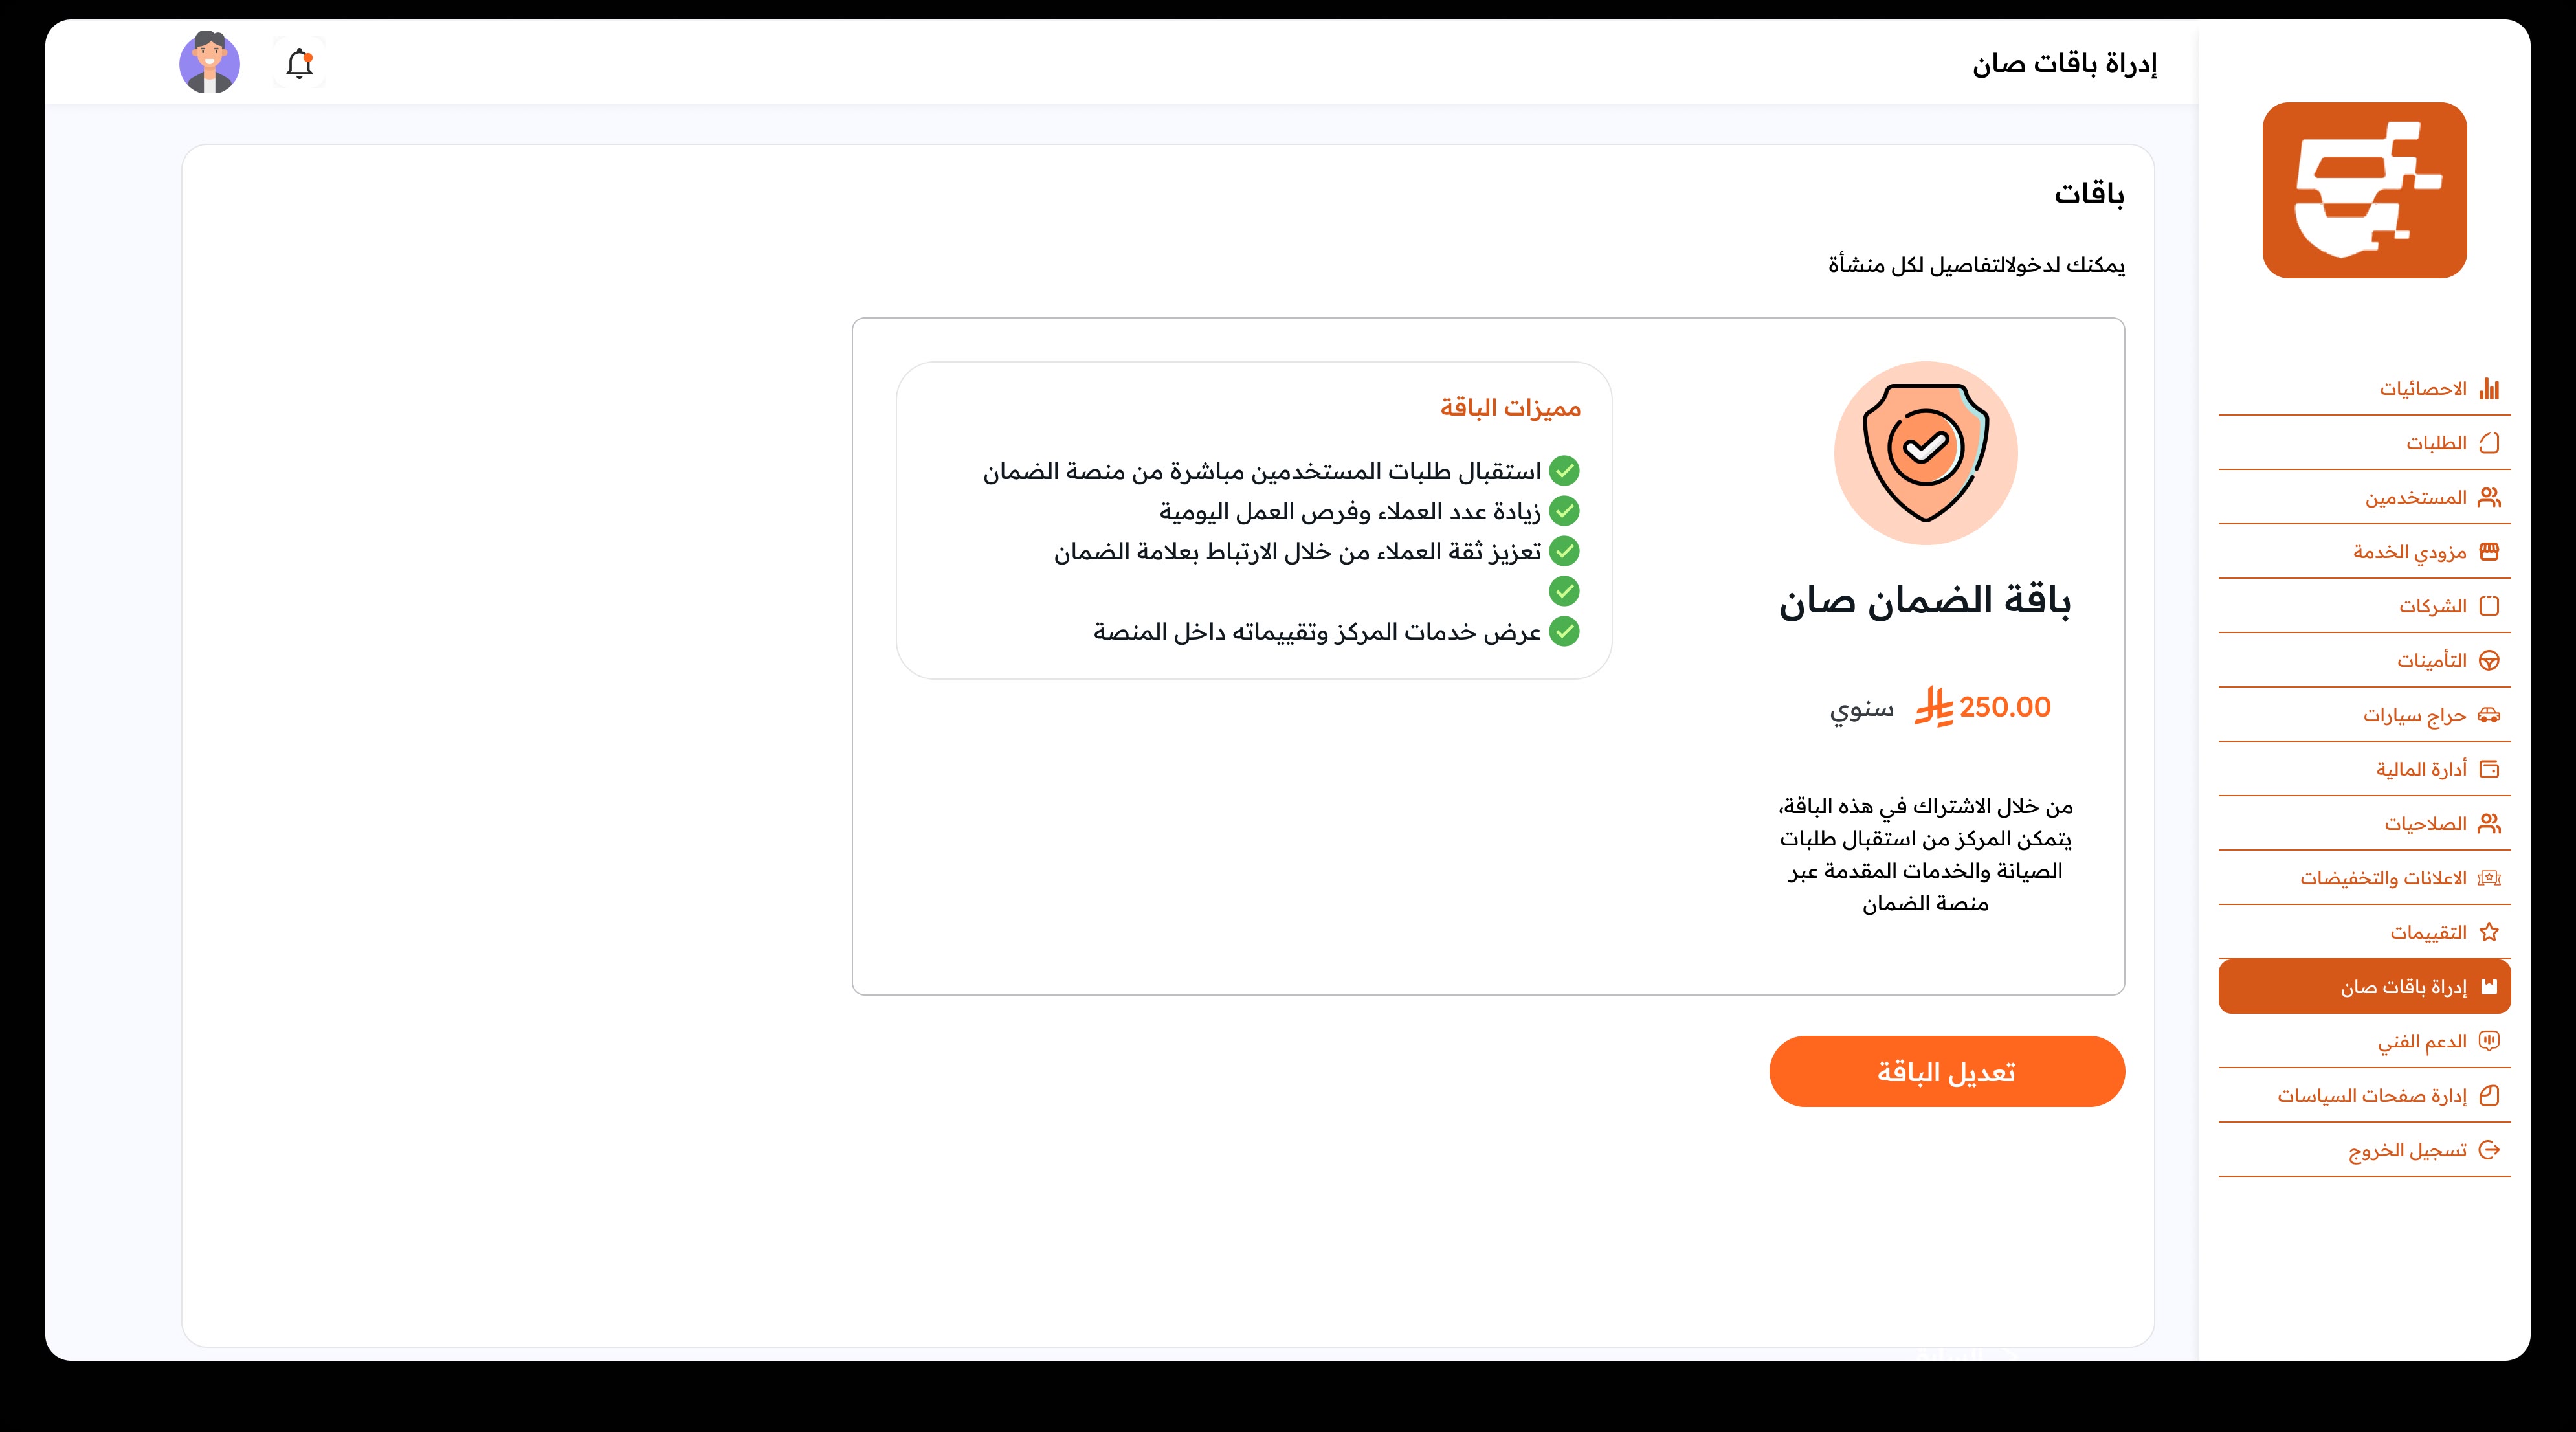 إدراة باقات صان
باقات
يمكنك لدخولالتفاصيل لكل منشأة
باقة الضمان صان
250.00 سنوي
من خلال الاشتراك في هذه الباقة،
يتمكن المركز من استقبال طلبات
الصيانة والخدمات المقدمة عبر
منصة الضمان
مميزات الباقة
استقبال طلبات المستخدمين مباشرة من منصة الضمان
زيادة عدد العملاء وفرص العمل اليومية
تعزيز ثقة العملاء من خلال الارتباط بعلامة الضمان
عرض خدمات المركز وتقييماته داخل المنصة
تعديل الباقة
الاحصائيات
الطلبات
المستخدمين
مزودي الخدمة
الشركات
التأمينات
حراج سيارات
أدارة المالية
الصلاحيات
الاعلانات والتخفيضات
التقييمات
إدراة باقات صان
الدعم الفني
إدارة صفحات السياسات
تسجيل الخروج